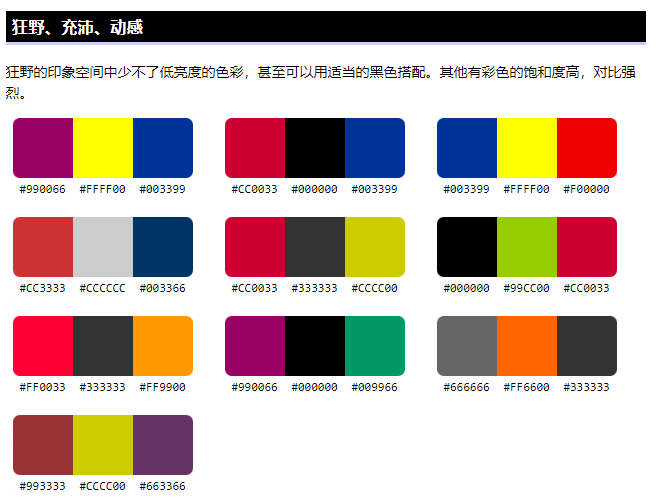 狂野、充沛、动感
狂野的印象空间中少不了低亮度的色彩，甚至可以用适当的黑色搭配。其他有彩色的饱和度高，对比强
烈。
#990066 #FFFF00 #003399 #CC0033 #000000 #003399 #003399 #FFFF00 #F00000
#CC3333 #CCCCCC #003366 #CC0033 #333333 #CCCC00 #000000 #99CC00 #CC0033
#FF0033 #333333 #FF9900 #990066 #000000 #009966 #666666 #FF6600 #333333
#993333 #CCCC00 #663366